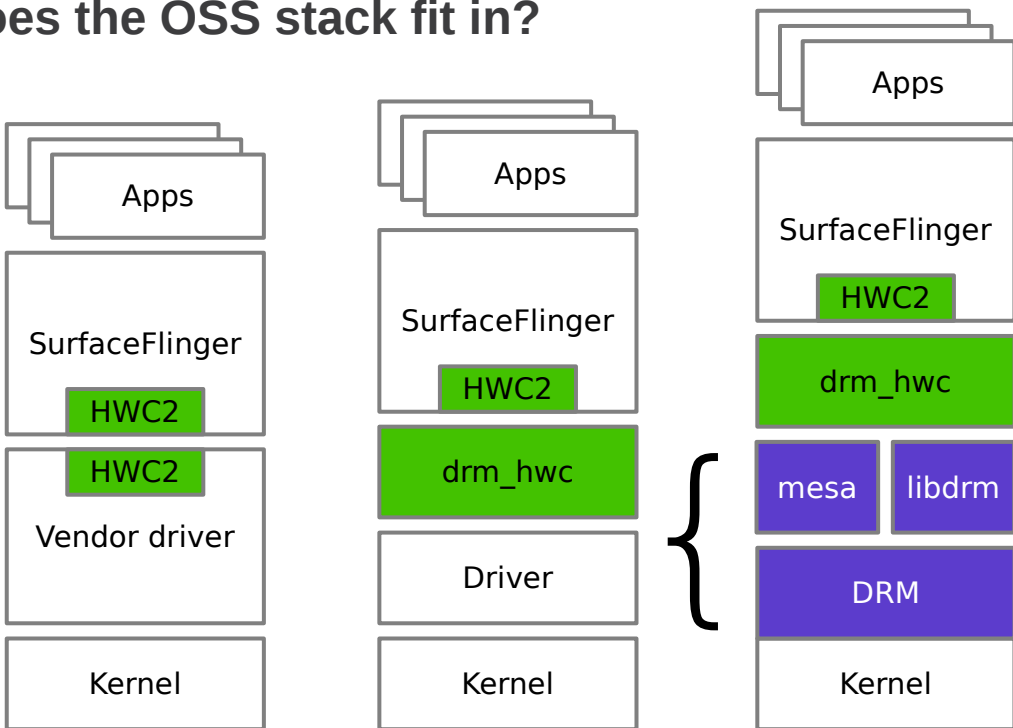 oes the OSS stack fit in?
Apps
SurfaceFlinger
HWC2
HWC2
Vendor driver
Kernel
Apps
SurfaceFlinger
HWC2
drm_hwc
Driver
Kernel
{
Apps
SurfaceFlinger
HWC2
drm_hwc
mesa libdrm
DRM
Kernel